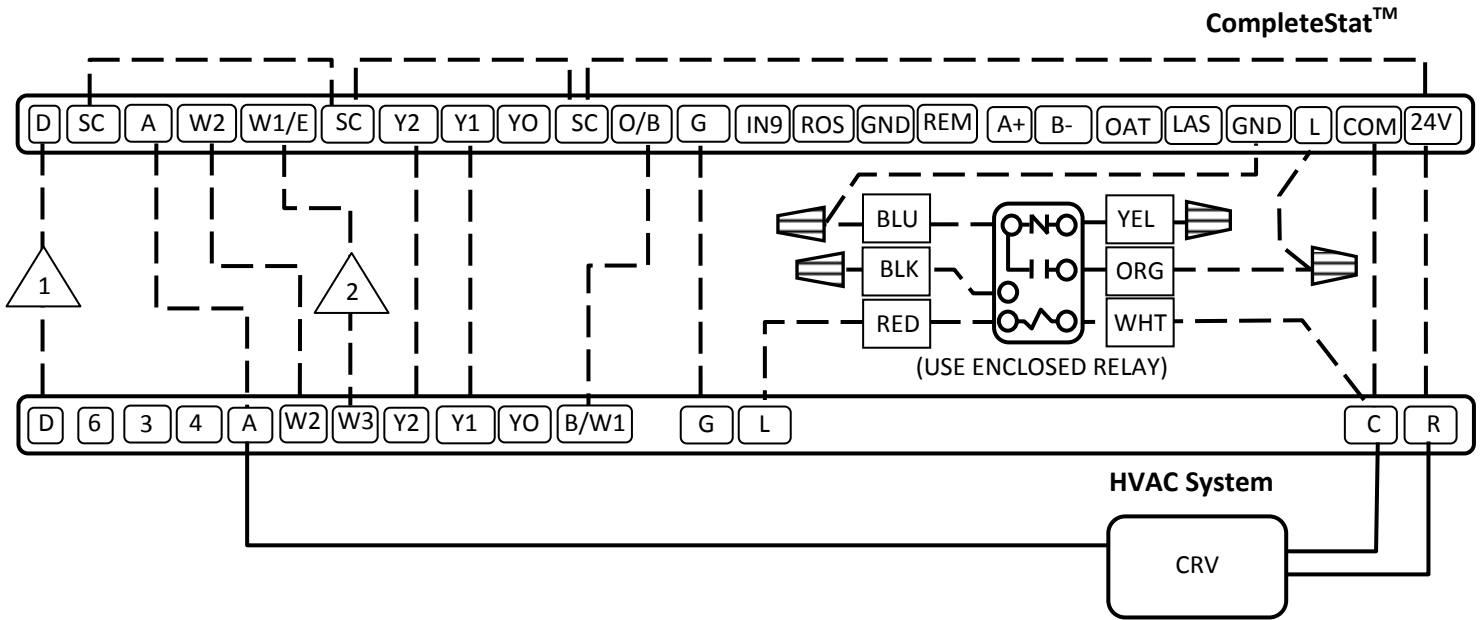 CompleteStat™
D SC A W2 W1/E SC Y2 Y1 YO SC O/B G IN9 ROS GND REM A+ B- OAT LAS GND L COM 24V
BLU YEL
1 2 BLK ORG
RED WHT
(USE ENCLOSED RELAY)
D 6 3 4 A W2 W3 Y2 Y1 YO B/W1 G L C R
HVAC System
CRV